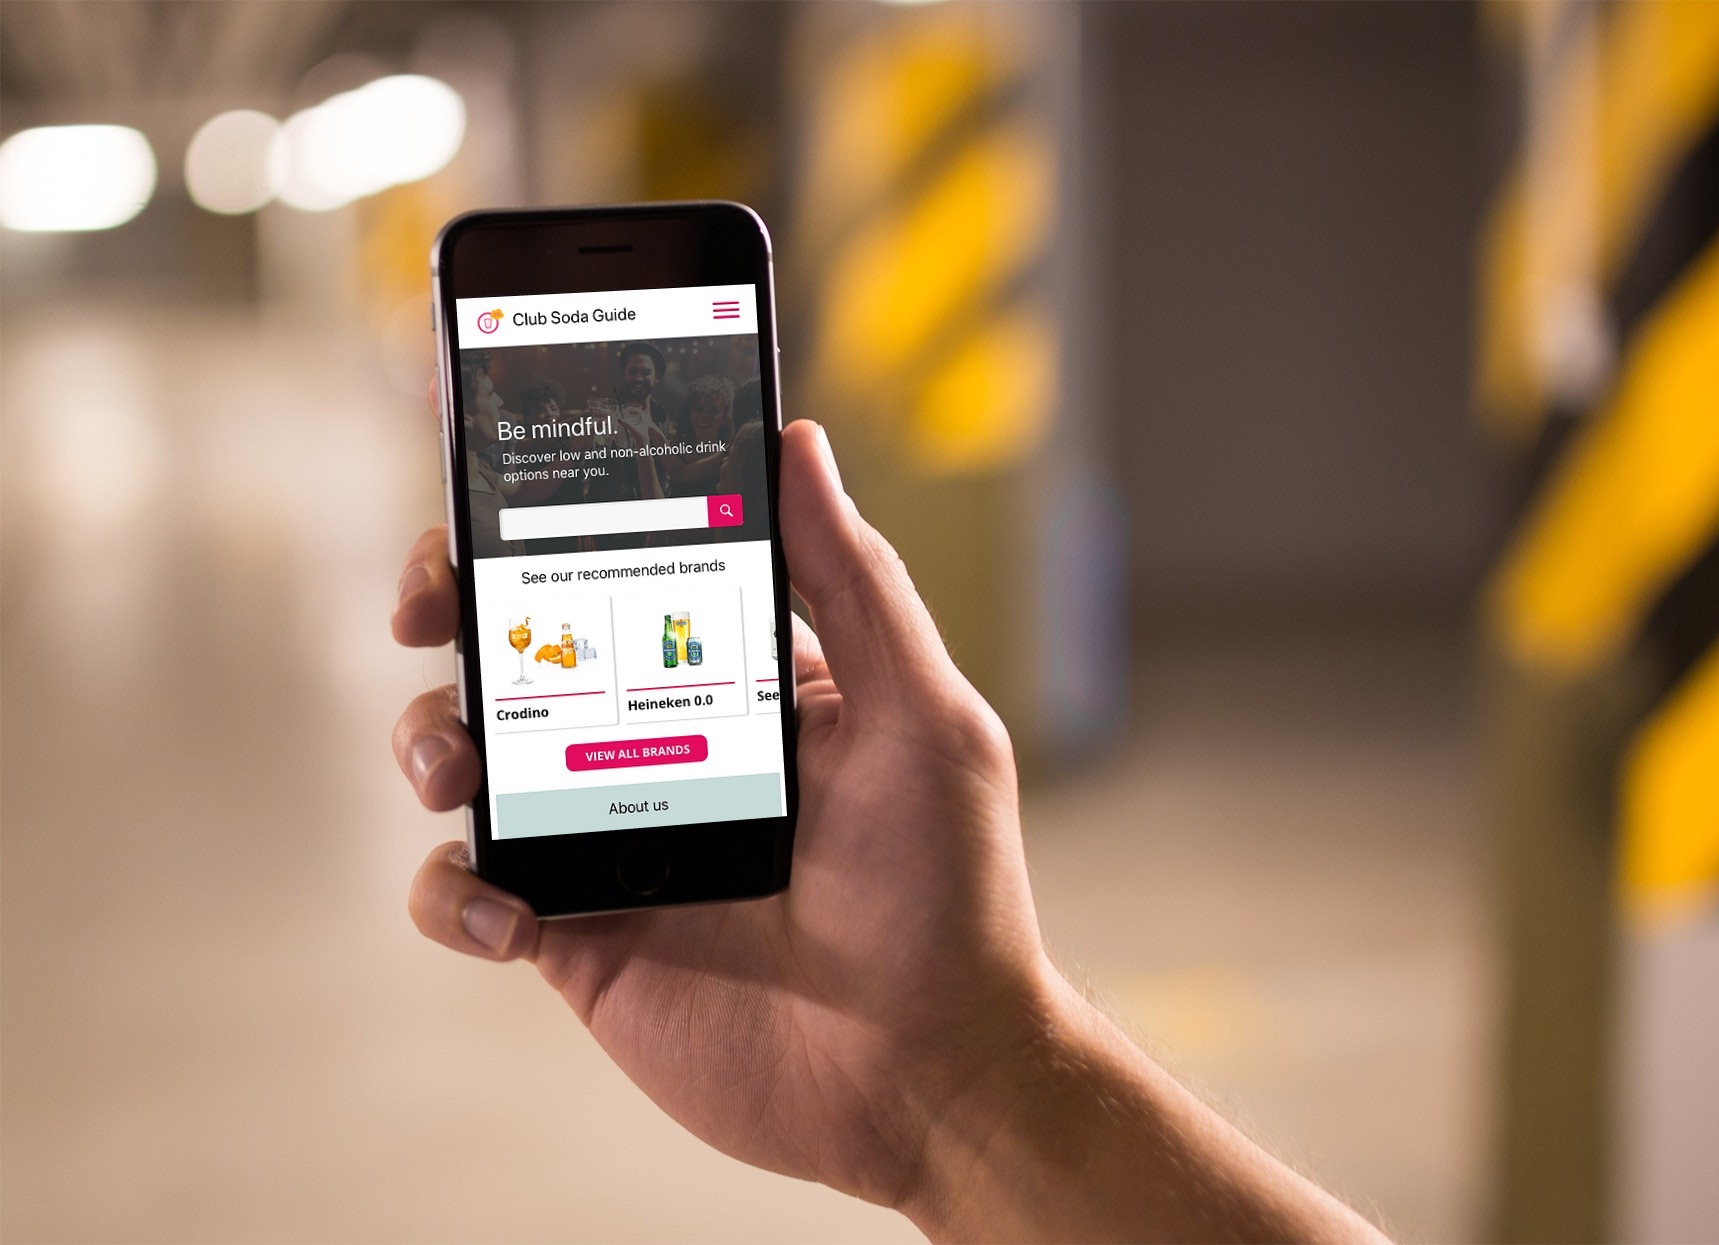 Club Soda Guide
Be mindful.
Discover low and non-alcoholic drink
options near you.
See our recommended brands
Crodino
Heineken 0.0
See
VIEW ALL BRANDS
About us